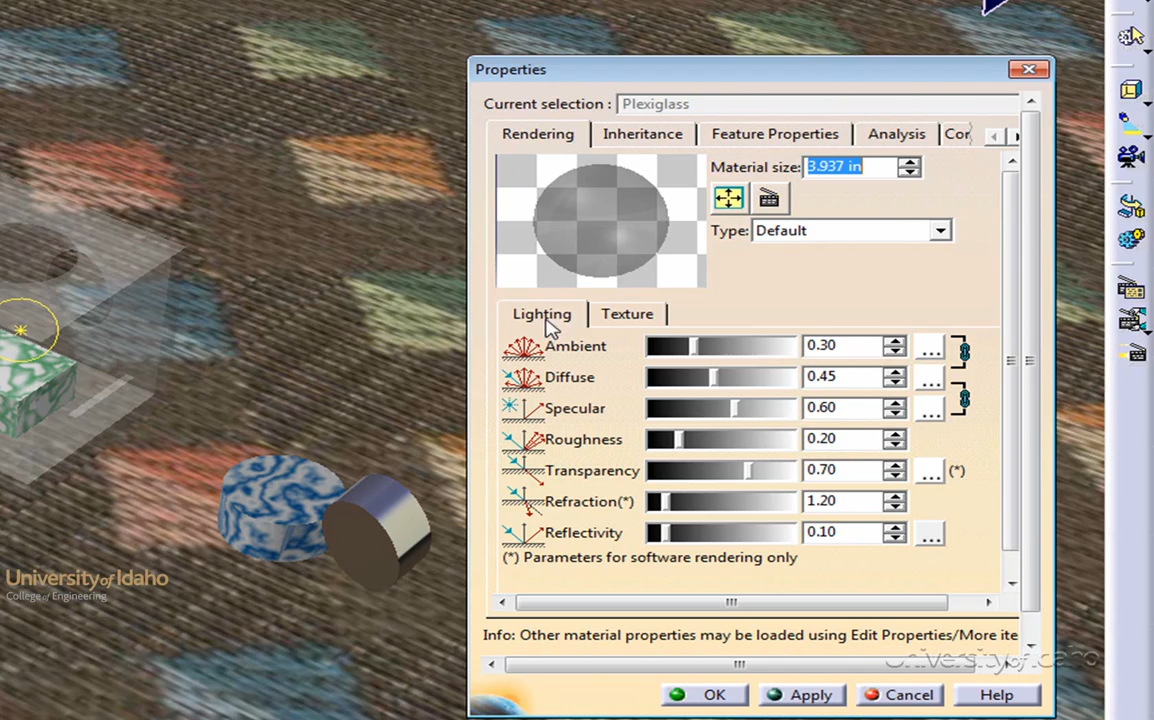 Properties
Current selection : Plexiglass
Rendering Inheritance Feature Properties Analysis
Material size: 3.937 in
Type: Default
Lighting Texture
Ambient 0.30 ...
Diffuse 0.45 ...
Specular 0.60 ...
Roughness 0.20
Transparency 0.70 ... (*)
Refraction(*) 1.20
Reflectivity 0.10 ...
(*) Parameters for software rendering only
Info: Other material properties may be loaded using Edit Properties/More ite
OK Apply Cancel Help
University of Idaho
College of Engineering
University of Idaho